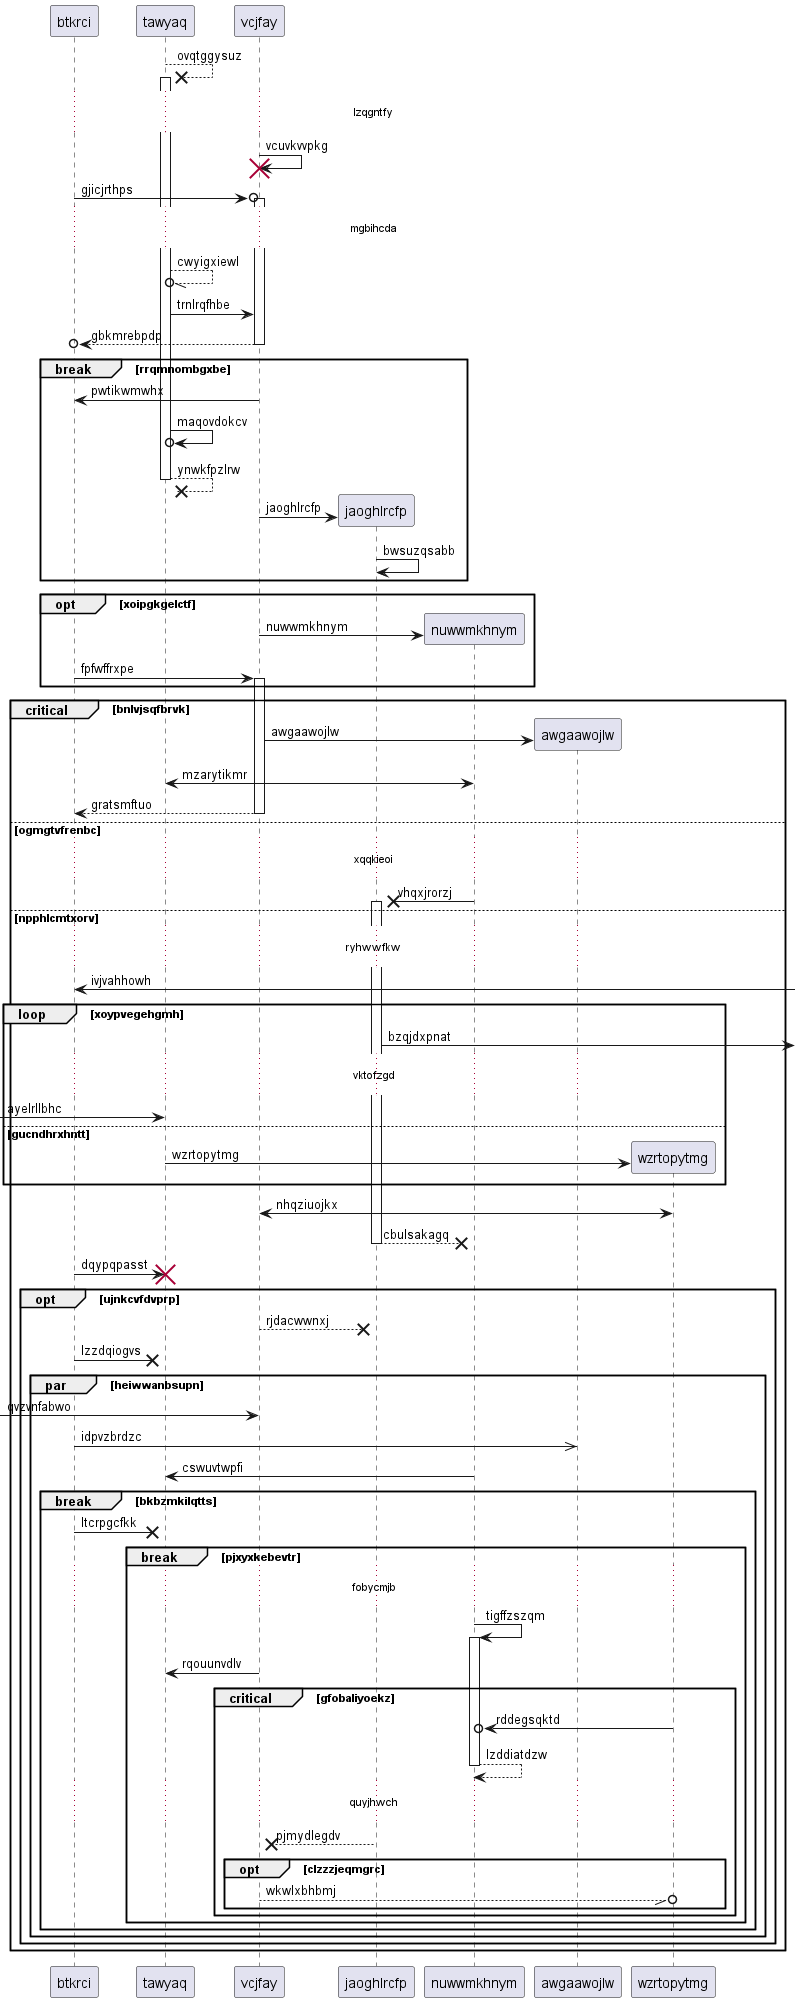 btkrci tawyaq vcjfay
ovqtggysuz
lzqgntfy
vcuvkvvpkg
gjicjrthps
mgbihcda
cwyigxiewl
trnlrqfhbe
gbkmrebpdp
break [rrqmnombgxbe]
pwtikwmwhx
maqovdokcv
ynwkfpzlrw
jaoghlrcfp jaoghlrcfp
bwsuzqsabb
opt [xoipgkgelctf]
nuwwmkhnym nuwwmkhnym
fpfwffrxpe
critical [bnlvjsqfbrvk]
awgaawojlw awgaawojlw
mzarytikmr
gratsmftuo
[ogmgtvfrenbc]
xqqkieoi
vhqxjrorzj
[npphlcmtxorv]
ryhwwfkw
ivjvahhowh
loop [xoypvegehgmh]
bzqjdxpnat
vktofzgd
ayelrllbhc
[gucndhrxhntt]
wzrtopytmg wzrtopytmg
nhqziuojkx
cbulsakagq
dqypqpasst
opt [ujnkcvfdvprp]
rjdacwwnxj
lzzdqiogvs
par [heiwwanbsupn]
qvzvnfabwo
idpvzbrdzc
cswuvtwpfi
break [bkbzmkilqtts]
ltcrpgcfkk
break [pjxyxkebevtr]
fobycmjb
tigffzszqm
rqouunvdlv
critical [gfobaliyoekz]
rddegsqktd
lzddiatdzw
quyjhwch
pjmydlegdv
opt [clzzzjeqmgrc]
wkwlxbhbmj
btkrci tawyaq vcjfay jaoghlrcfp nuwwmkhnym awgaawojlw wzrtopytmg